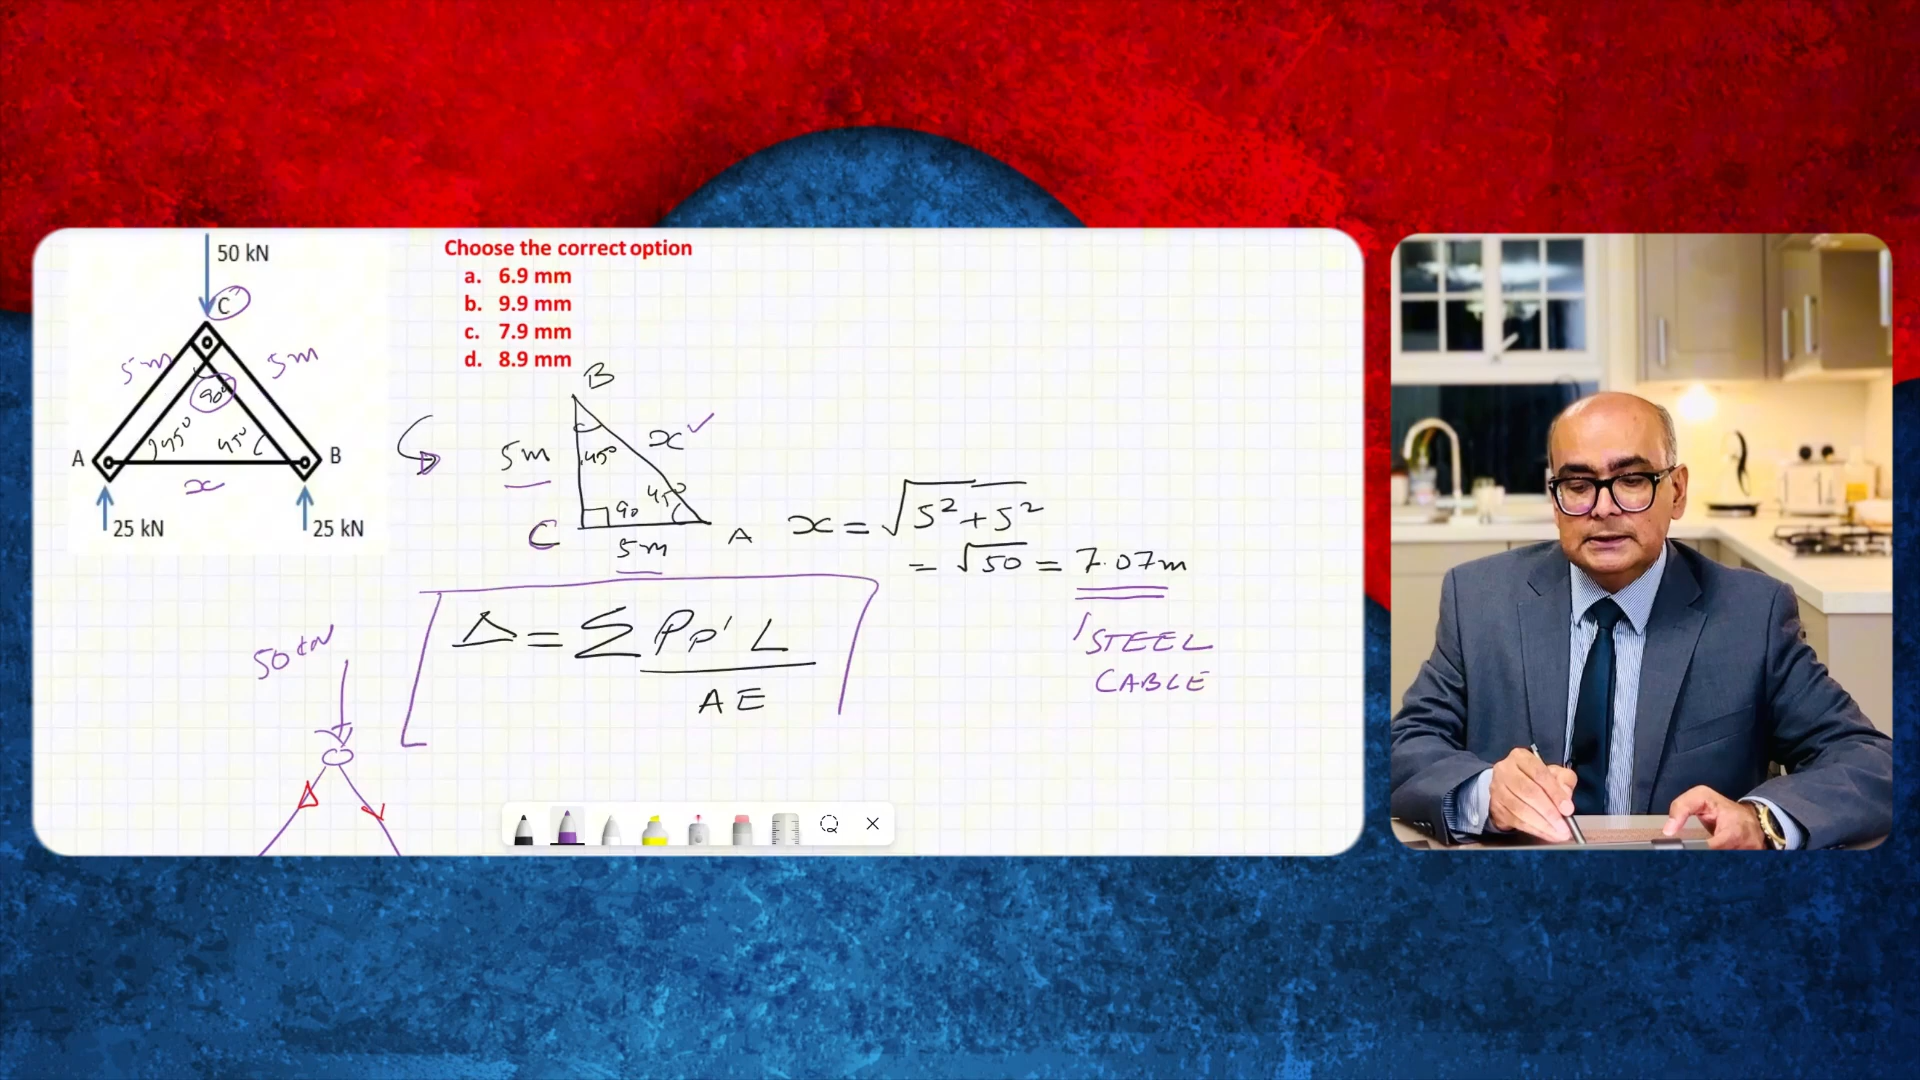 50 kN
C
5m
5m
90°
45°
45°
A
B
x
25 kN
25 kN
Choose the correct option
a. 6.9 mm
b. 9.9 mm
c. 7.9 mm
d. 8.9 mm
B
5m
x ✓
45°
45°
90
C
5m
A
x = √5²+5²
= √50 = 7.07m
STEEL
CABLE
Δ = Σ Pp' L
AE
50 kN